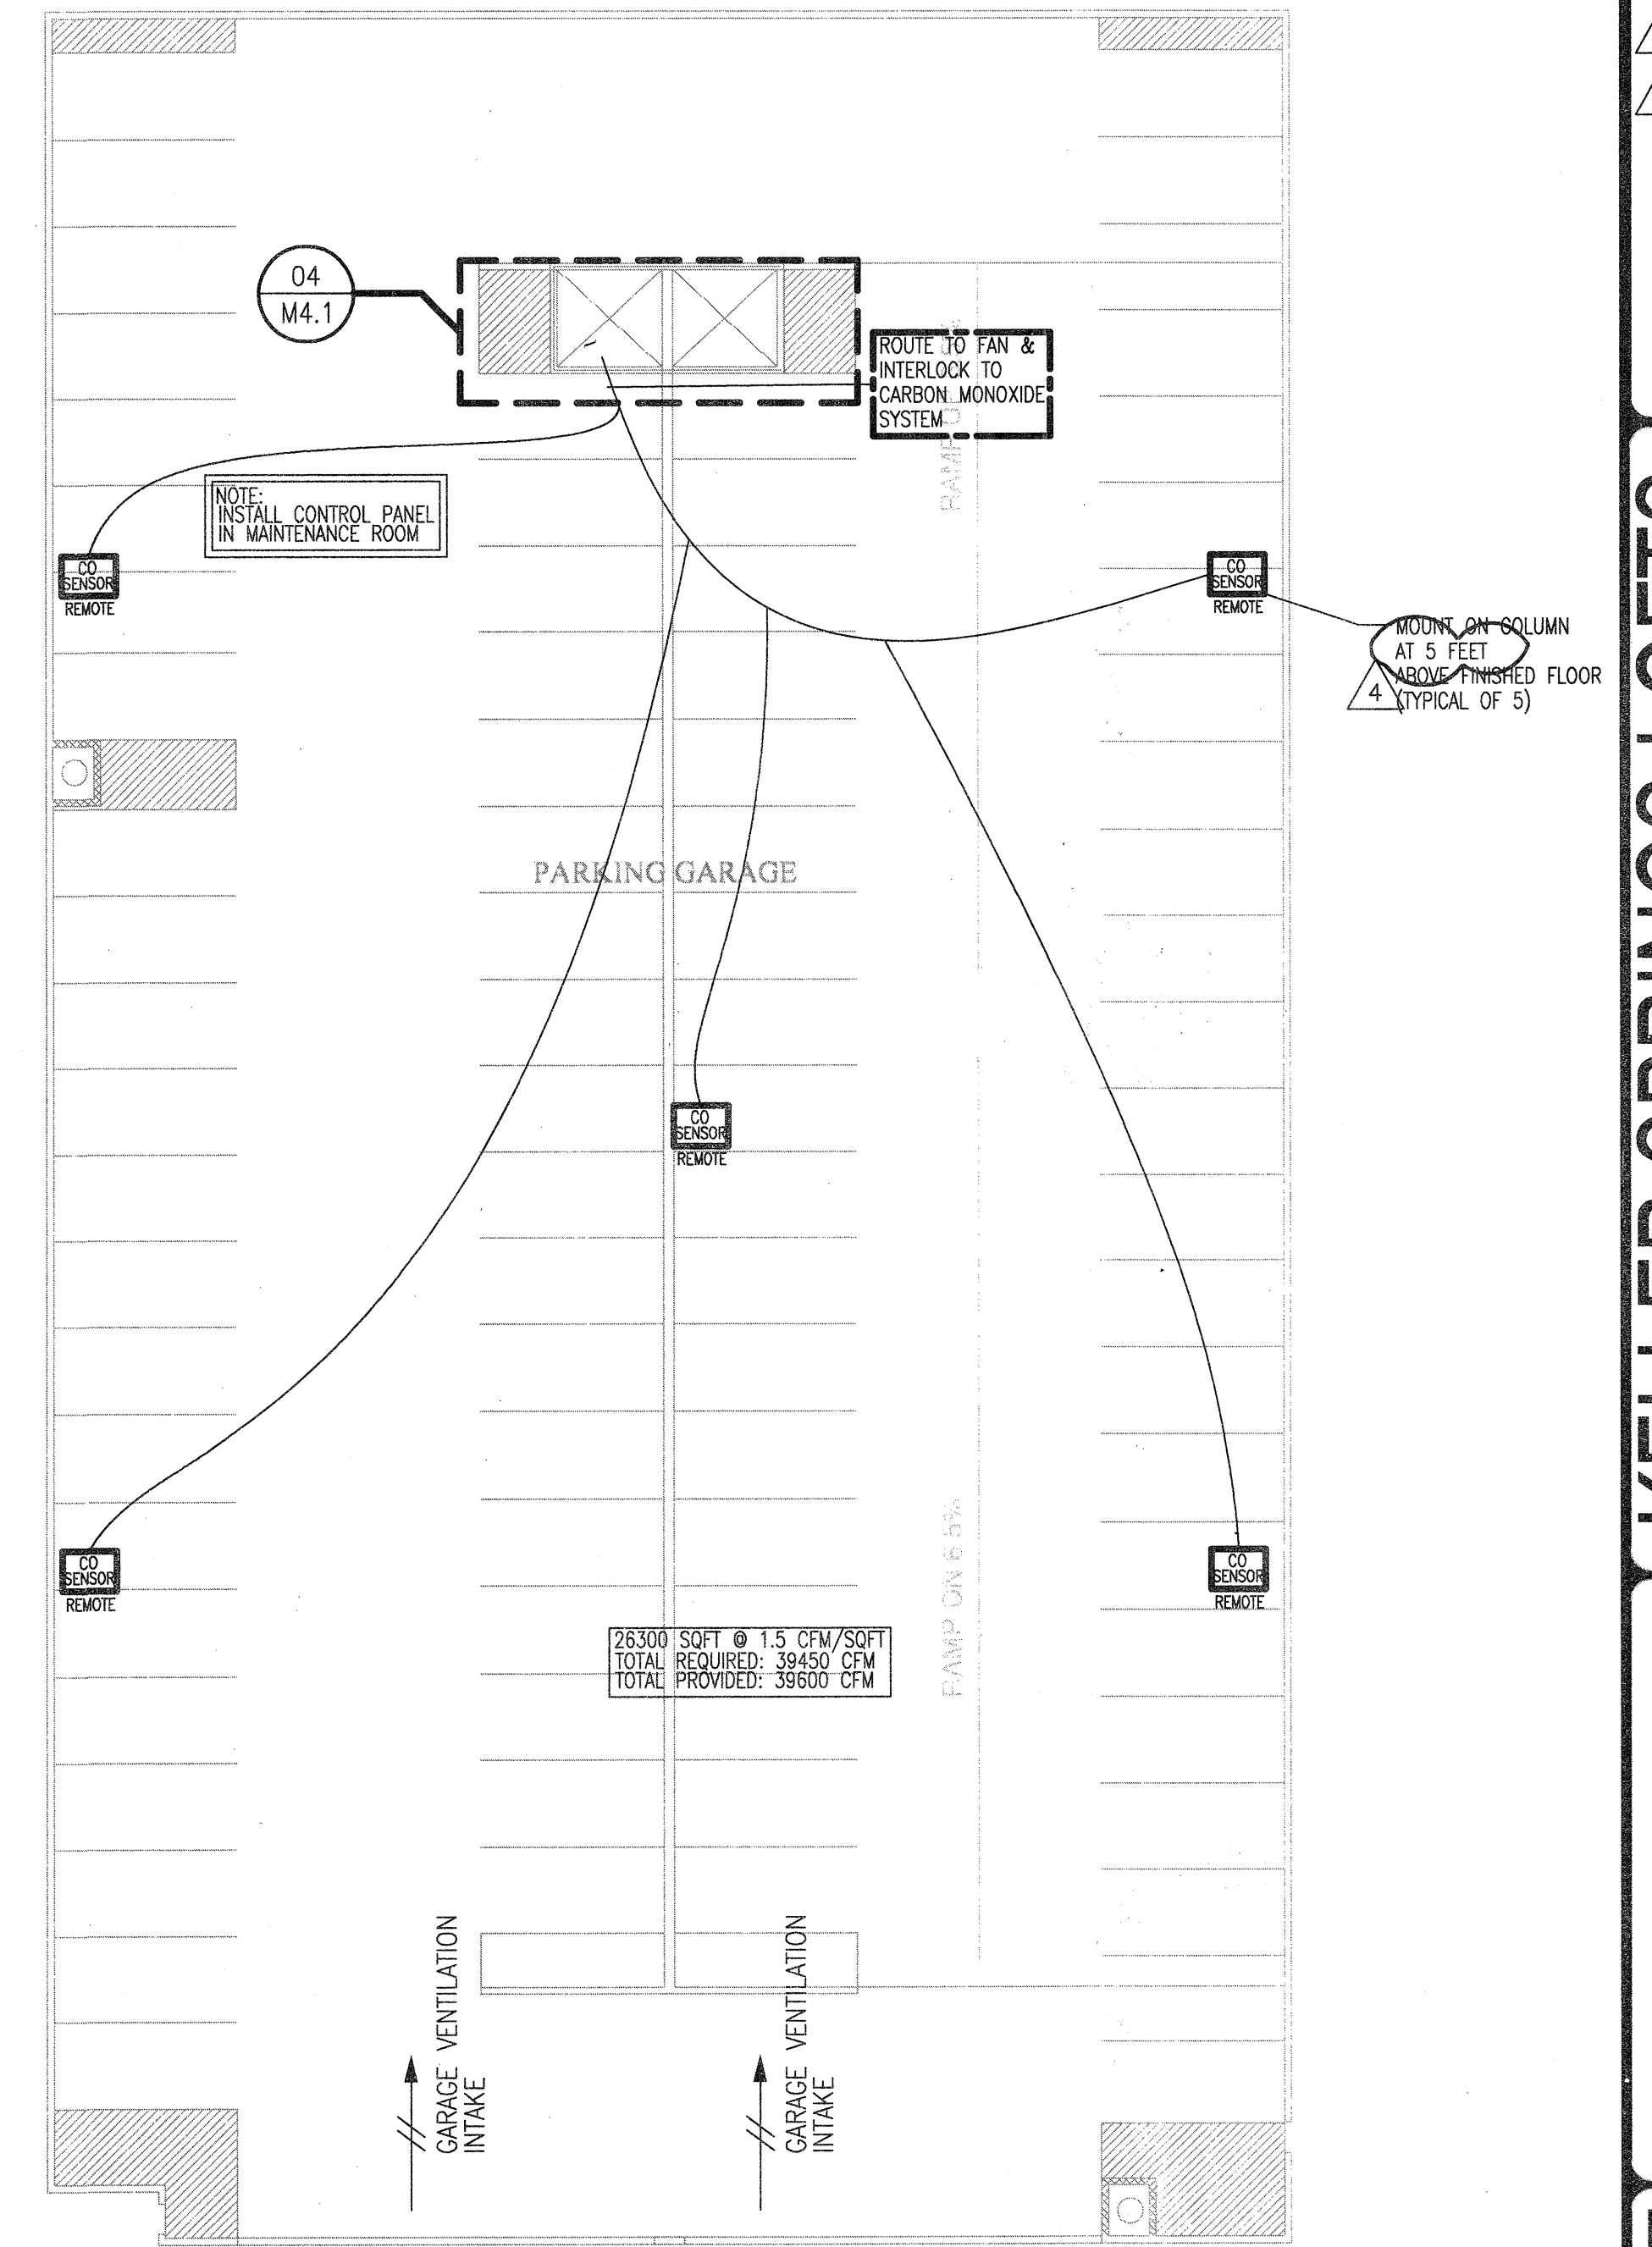 04
M4.1
ROUTE TO FAN &
INTERLOCK TO
CARBON MONOXIDE
SYSTEM
NOTE:
INSTALL CONTROL PANEL
IN MAINTENANCE ROOM
CO
SENSOR
REMOTE
CO
SENSOR
REMOTE
MOUNT ON COLUMN
AT 5 FEET
ABOVE FINISHED FLOOR
(TYPICAL OF 5)
4
PARKING GARAGE
CO
SENSOR
REMOTE
CO
SENSOR
REMOTE
CO
SENSOR
REMOTE
26300 SQFT @ 1.5 CFM/SQFT
TOTAL REQUIRED: 39450 CFM
TOTAL PROVIDED: 39600 CFM
GARAGE VENTILATION
INTAKE
GARAGE VENTILATION
INTAKE